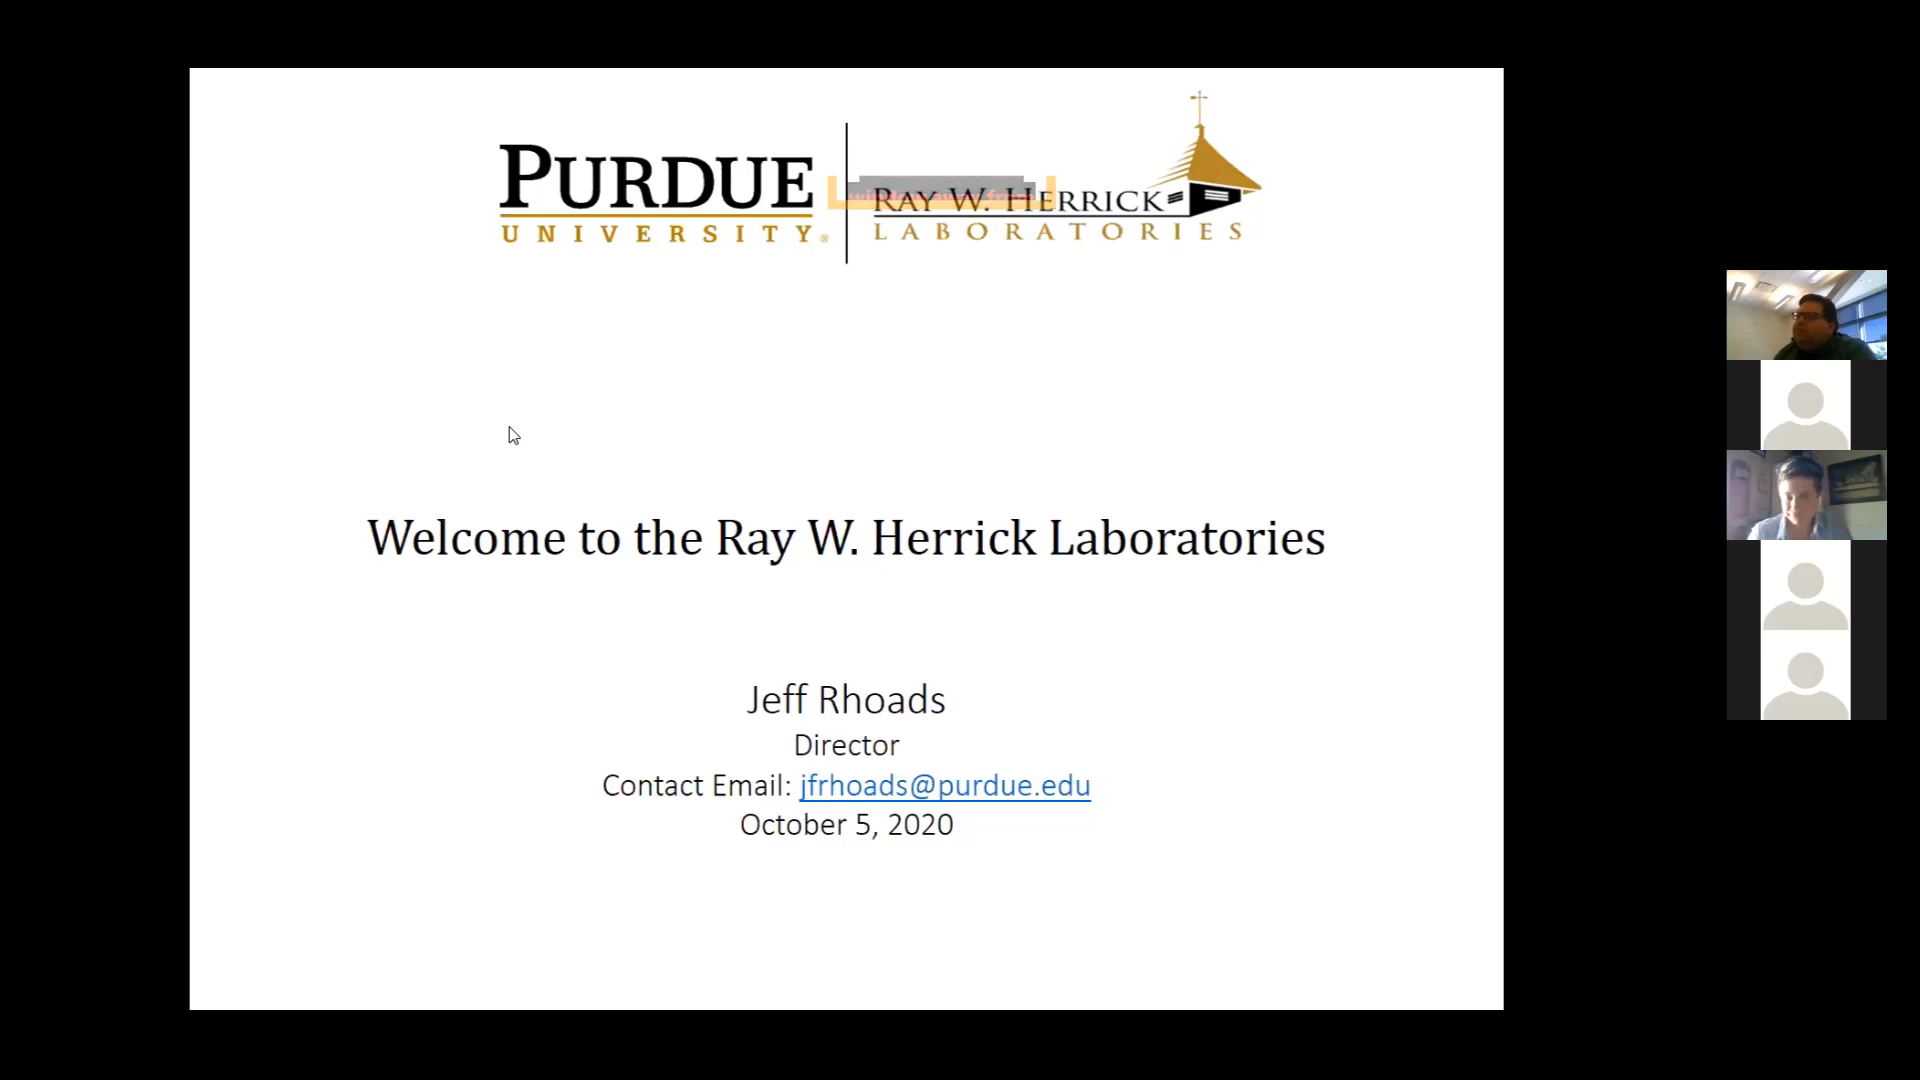 PURDUE
UNIVERSITY®
RAY W. HERRICK
LABORATORIES
Welcome to the Ray W. Herrick Laboratories
Jeff Rhoads
Director
Contact Email: jfrhoads@purdue.edu
October 5, 2020